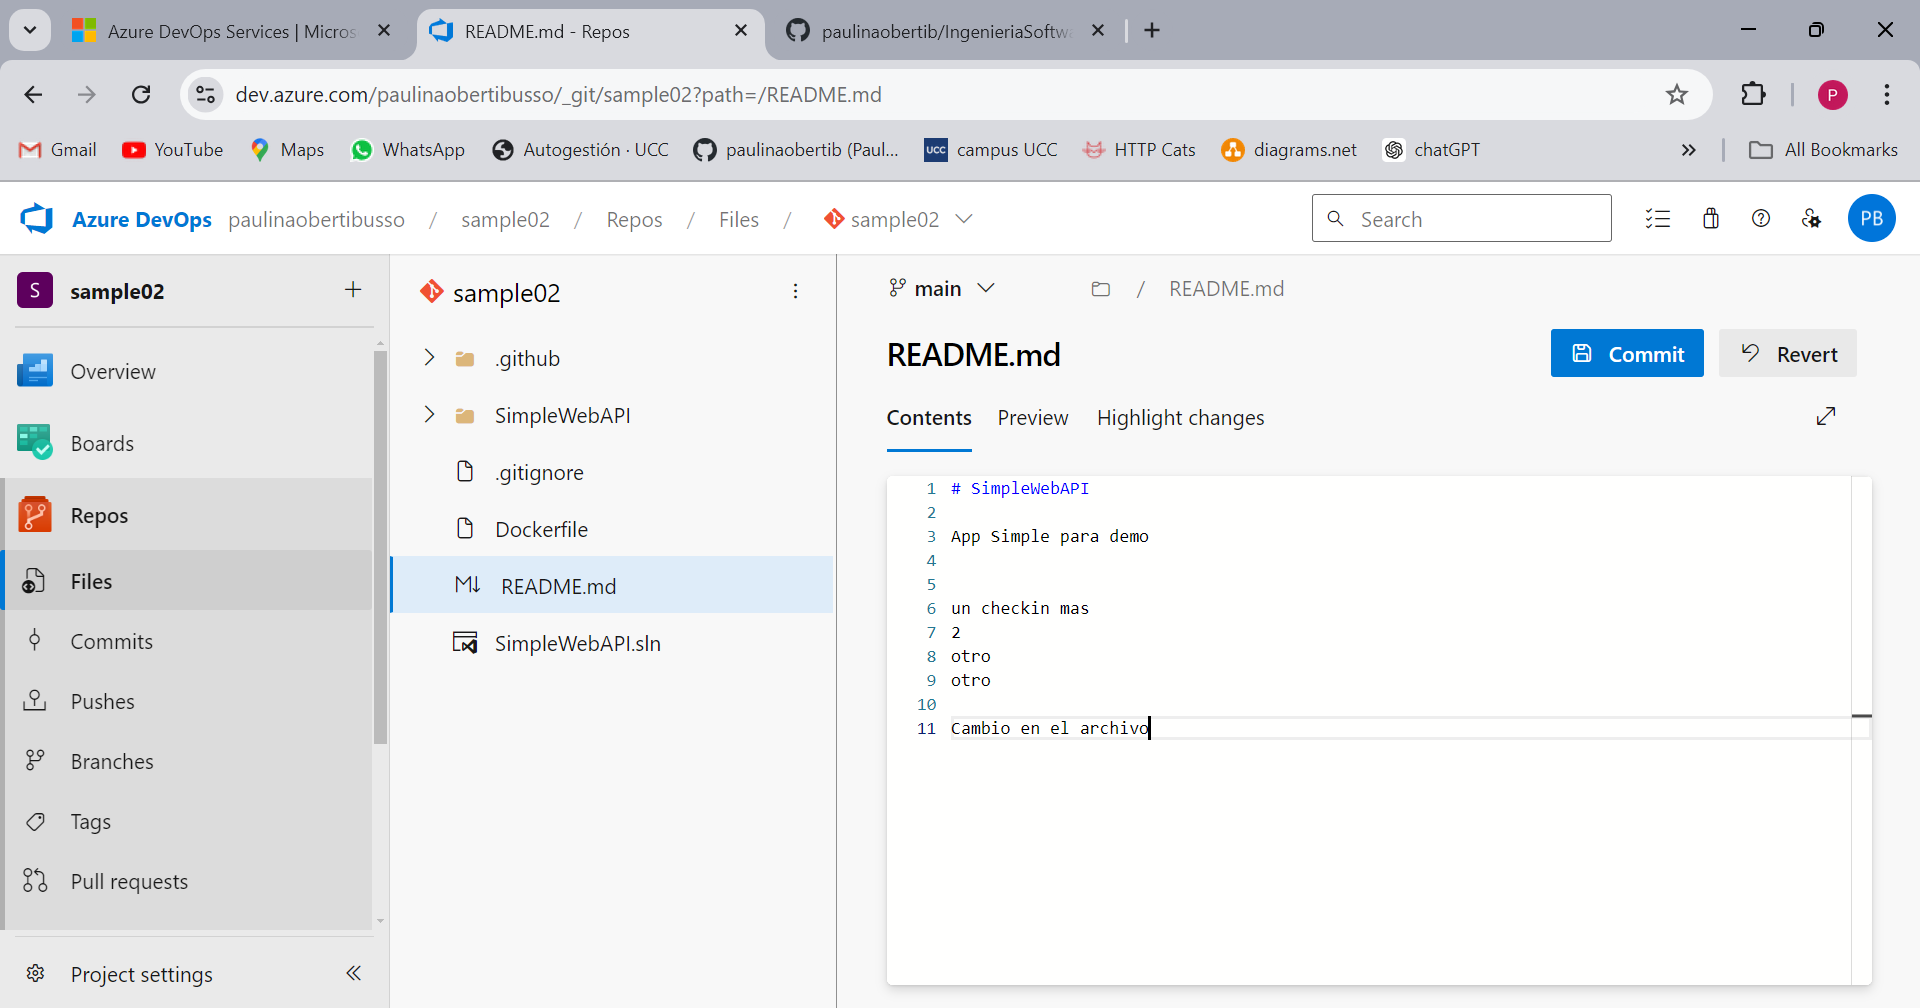 Azure DevOps Services | Micros
README.md - Repos
paulinaobertib/IngenieriaSoftw
dev.azure.com/paulinaobertibusso/_git/sample02?path=/README.md
P
Gmail
YouTube
Maps
WhatsApp
Autogestión · UCC
paulinaobertib (Paul...
UCC
campus UCC
HTTP Cats
diagrams.net
chatGPT
All Bookmarks
Azure DevOps
paulinaobertibusso / sample02 / Repos / Files / sample02
Search
PB
S
sample02
Overview
Boards
Repos
Files
Commits
Pushes
Branches
Tags
Pull requests
Project settings
sample02
.github
SimpleWebAPI
.gitignore
Dockerfile
README.md
SimpleWebAPI.sln
main
/ README.md
README.md
Commit
Revert
Contents
Preview
Highlight changes
1 # SimpleWebAPI
2
3 App Simple para demo
4
5
6 un checkin mas
7 2
8 otro
9 otro
10
11 Cambio en el archivo